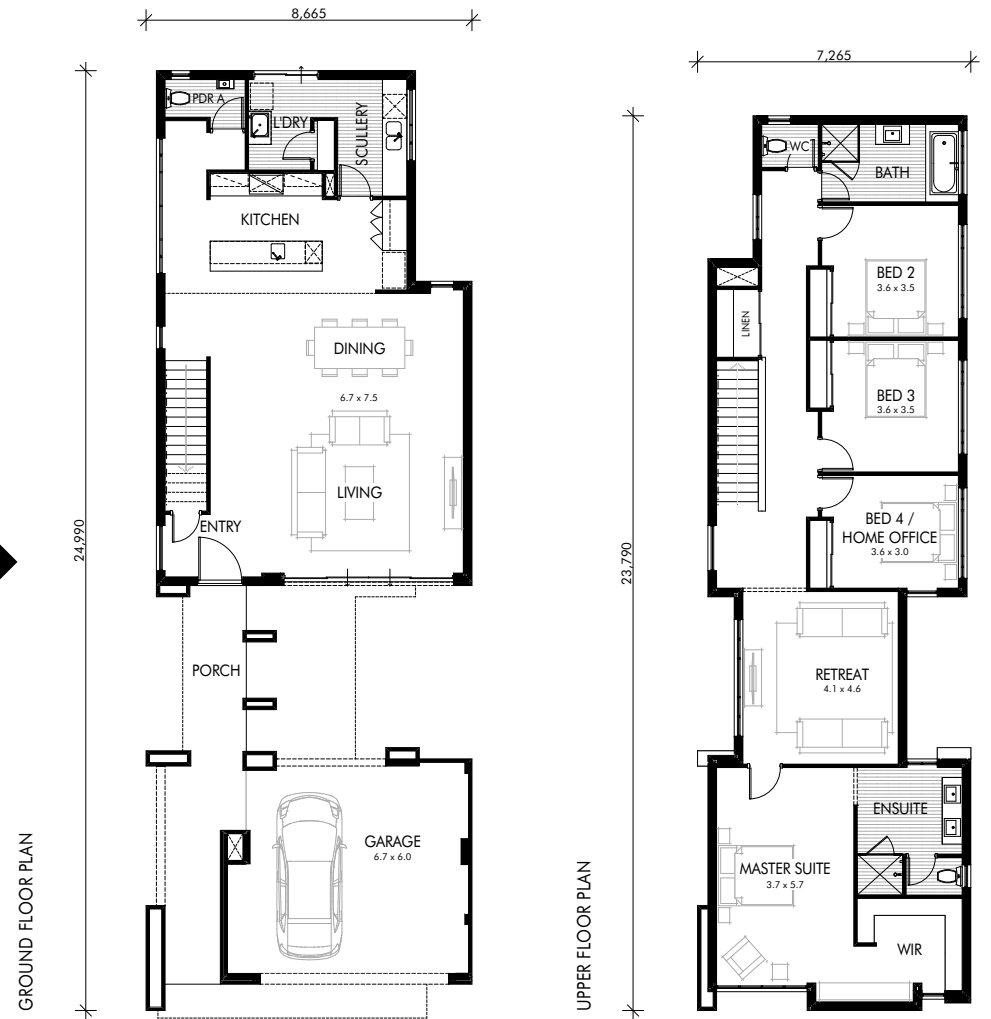 8,665
24,990
GROUND FLOOR PLAN
PDR A
L'DRY
SCULLERY
KITCHEN
DINING
6.7 x 7.5
LIVING
ENTRY
PORCH
GARAGE
6.7 x 6.0
7,265
23,790
UPPER FLOOR PLAN
WC
BATH
BED 2
3.6 x 3.5
LINEN
BED 3
3.6 x 3.5
BED 4 /
HOME OFFICE
3.6 x 3.0
RETREAT
4.1 x 4.6
ENSUITE
MASTER SUITE
3.7 x 5.7
WIR